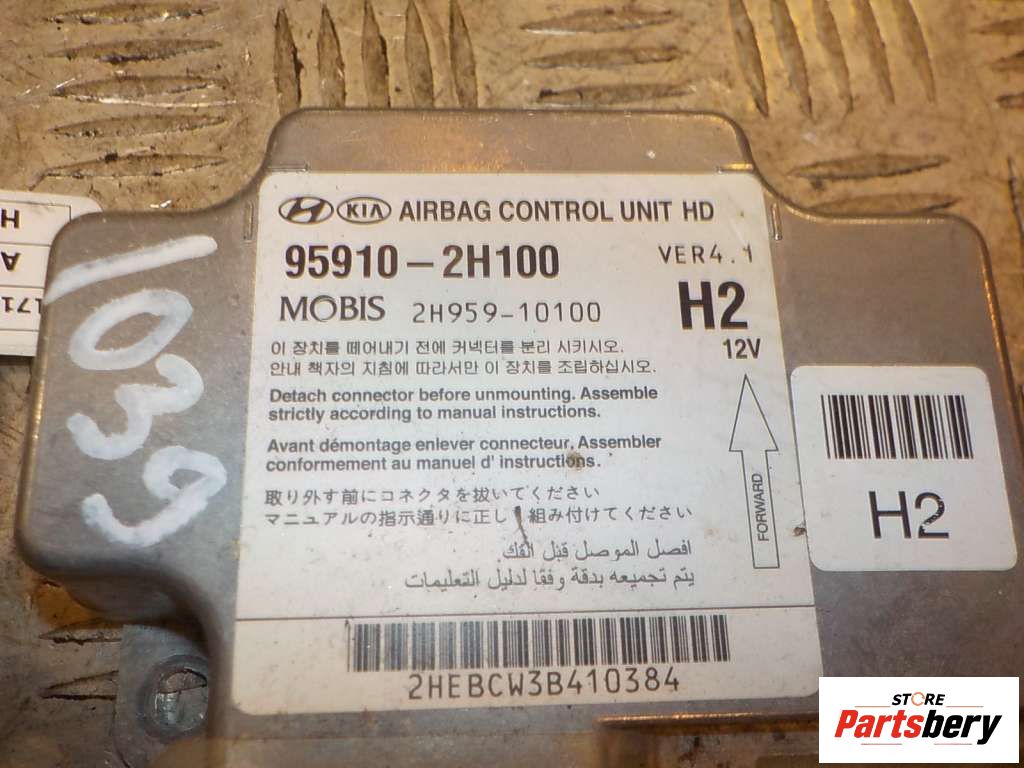 KIA AIRBAG CONTROL UNIT HD
95910-2H100
VER4.1
MOBIS 2H959-10100
H2
12V
이 장치를 떼어내기 전에 커넥터를 분리 시키시오.
안내 책자의 지침에 따라서만 이 장치를 조립하십시오.
Detach connector before unmounting. Assemble
strictly according to manual instructions.
Avant démontage enlever connecteur. Assembler
conformement au manuel d' instructions.
取り外す前にコネクタを抜いてください
マニュアルの指示通りに正し 組み付けてください
افصل الموصل قبل الفك.
يتم تجميعه بدقة وفقا لدليل التعليمات
FORWARD
2HEBCW3B410384
H2
1039
H
A
171
STORE
Partsbery